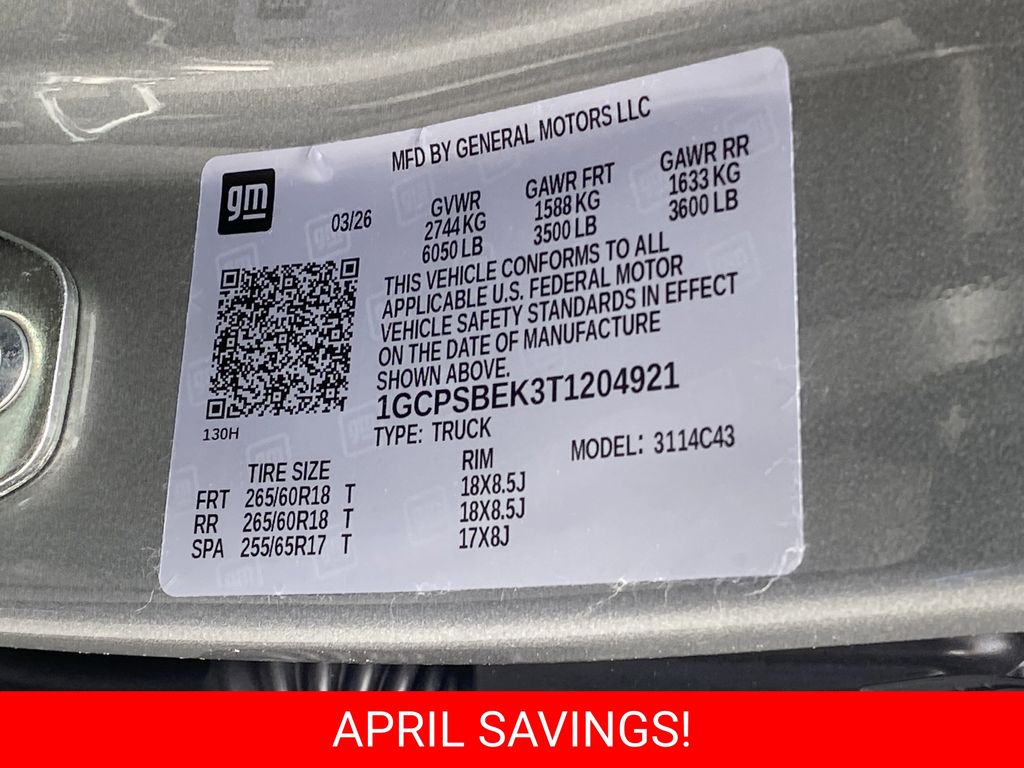 MFD BY GENERAL MOTORS LLC
gm
03/26
GVWR GAWR FRT GAWR RR
2744 KG 1588 KG 1633 KG
6050 LB 3500 LB 3600 LB
THIS VEHICLE CONFORMS TO ALL
APPLICABLE U.S. FEDERAL MOTOR
VEHICLE SAFETY STANDARDS IN EFFECT
ON THE DATE OF MANUFACTURE
SHOWN ABOVE.
1GCPSBEK3T1204921
130H
TYPE: TRUCK MODEL: 3114C43
TIRE SIZE RIM
FRT 265/60R18 T 18X8.5J
RR 265/60R18 T 18X8.5J
SPA 255/65R17 T 17X8J
APRIL SAVINGS!